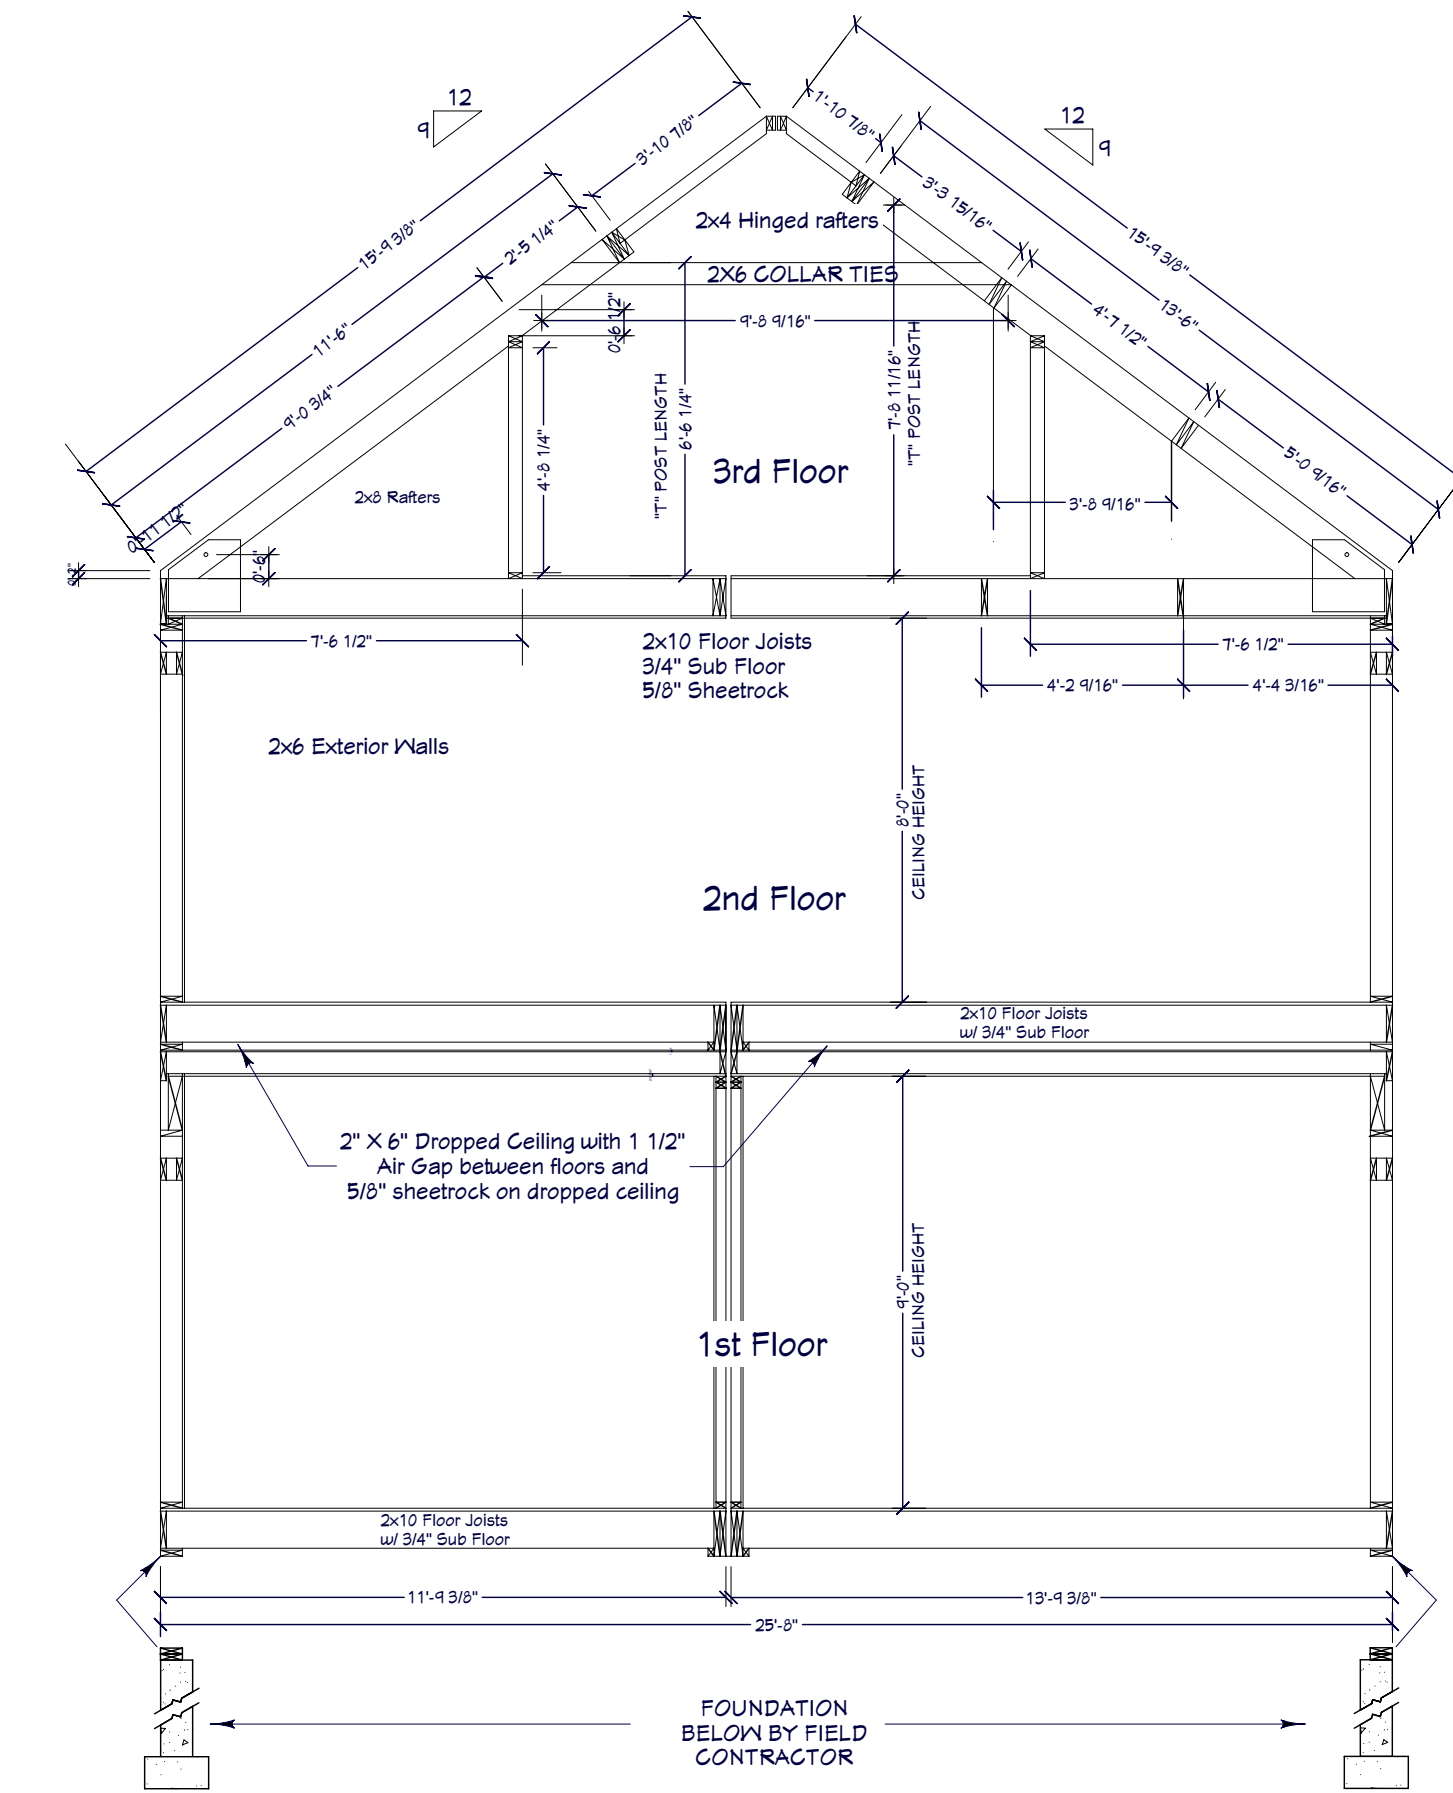 12
9
12
9
15'-9 3/8"
3'-10 7/8"
2'-5 1/4"
11'-6"
9'-0 3/4"
0'-11 1/2"
1'-10 7/8"
3'-3 15/16"
15'-9 3/8"
13'-6"
4'-7 1/2"
5'-0 9/16"
2x4 Hinged rafters
2X6 COLLAR TIES
0'-6 1/2"
9'-8 9/16"
4'-8 1/4"
"T" POST LENGTH
6'-6 1/4"
7'-8 11/16"
"T" POST LENGTH
3rd Floor
2x8 Rafters
3'-8 9/16"
0'-6"
7'-6 1/2"
2x10 Floor Joists
3/4" Sub Floor
5/8" Sheetrock
7'-6 1/2"
4'-2 9/16"
4'-4 3/16"
2x6 Exterior Walls
8'-0"
CEILING HEIGHT
2nd Floor
2x10 Floor Joists
w/ 3/4" Sub Floor
2" X 6" Dropped Ceiling with 1 1/2"
Air Gap between floors and
5/8" sheetrock on dropped ceiling
9'-0"
CEILING HEIGHT
1st Floor
2x10 Floor Joists
w/ 3/4" Sub Floor
11'-9 3/8"
13'-9 3/8"
25'-8"
FOUNDATION
BELOW BY FIELD
CONTRACTOR